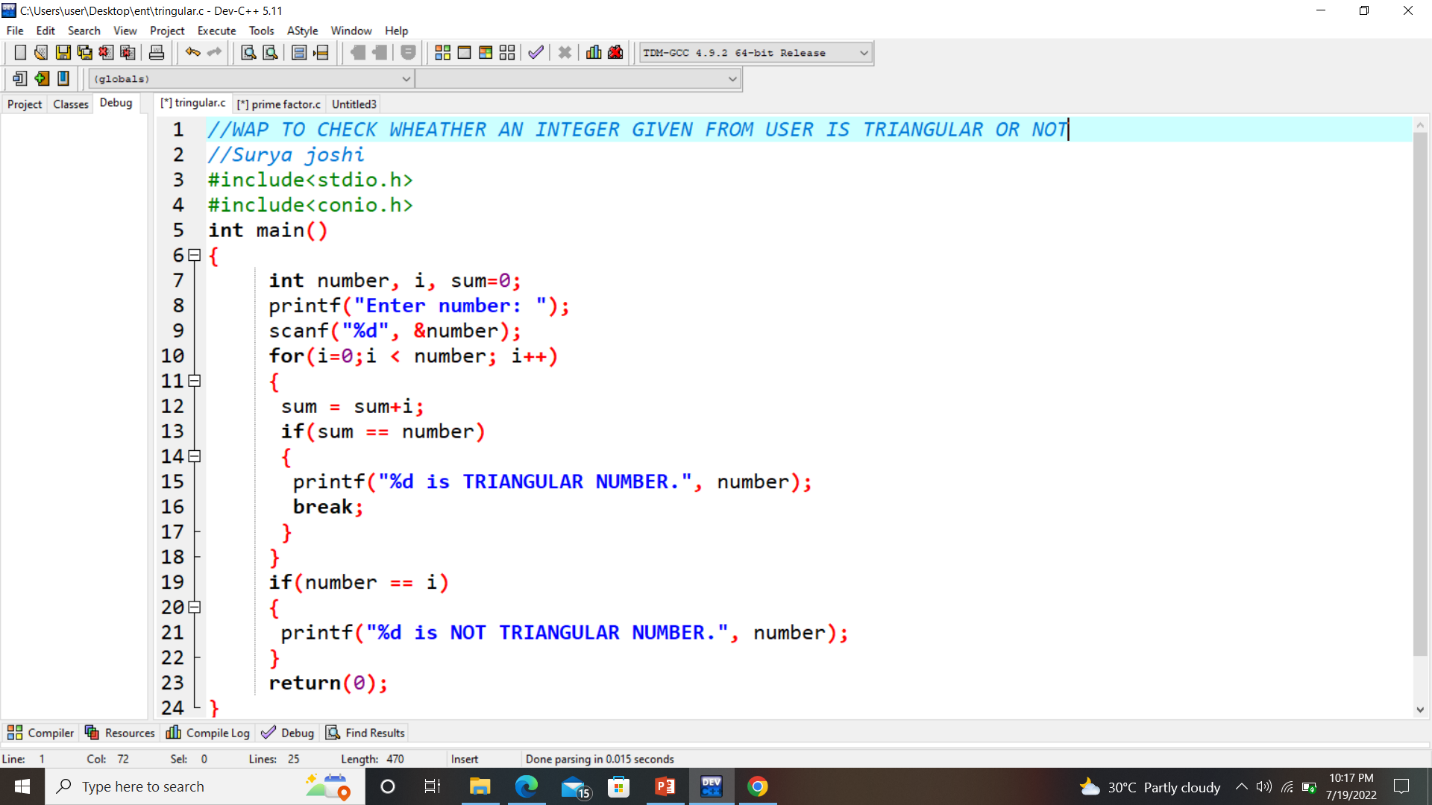 C:\Users\user\Desktop\ent\tringular.c - Dev-C++ 5.11
File Edit Search View Project Execute Tools AStyle Window Help
TDM-GCC 4.9.2 64-bit Release
(globals)
Project Classes Debug [*] tringular.c [*] prime factor.c Untitled3
1 //WAP TO CHECK WHEATHER AN INTEGER GIVEN FROM USER IS TRIANGULAR OR NOT
2 //Surya joshi
3 #include<stdio.h>
4 #include<conio.h>
5 int main()
6 {
7 int number, i, sum=0;
8 printf("Enter number: ");
9 scanf("%d", &number);
10 for(i=0;i < number; i++)
11 {
12 sum = sum+i;
13 if(sum == number)
14 {
15 printf("%d is TRIANGULAR NUMBER.", number);
16 break;
17 }
18 }
19 if(number == i)
20 {
21 printf("%d is NOT TRIANGULAR NUMBER.", number);
22 }
23 return(0);
24 }
Compiler Resources Compile Log Debug Find Results
Line: 1 Col: 72 Sel: 0 Lines: 25 Length: 470 Insert Done parsing in 0.015 seconds
Type here to search 15 DEV 30°C Partly cloudy 10:17 PM
7/19/2022